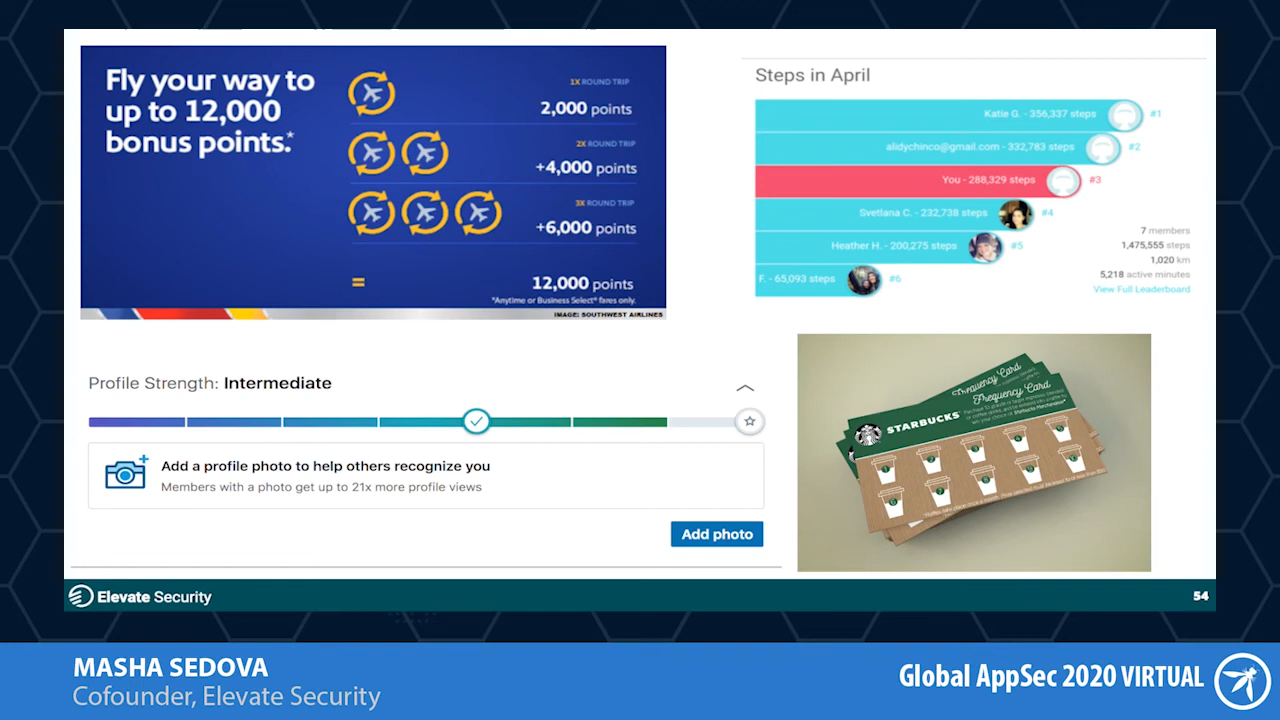 Fly your way to
up to 12,000
bonus points.*
1X ROUND TRIP
2,000 points
2X ROUND TRIP
+4,000 points
3X ROUND TRIP
+6,000 points
= 12,000 points
*Anytime or Business Select® fares only.
IMAGE: SOUTHWEST AIRLINES
Steps in April
Katie G. - 356,337 steps #1
alidychinco@gmail.com - 332,783 steps #2
You - 288,329 steps #3
Svetlana C. - 232,738 steps #4
Heather H. - 200,275 steps #5
F. - 65,093 steps #6
7 members
1,475,555 steps
1,020 km
5,218 active minutes
View Full Leaderboard
Profile Strength: Intermediate
Add a profile photo to help others recognize you
Members with a photo get up to 21x more profile views
Add photo
Frequency Card
Frequency Card
STARBUCKS
Elevate Security
54
MASHA SEDOVA
Cofounder, Elevate Security
Global AppSec 2020 VIRTUAL